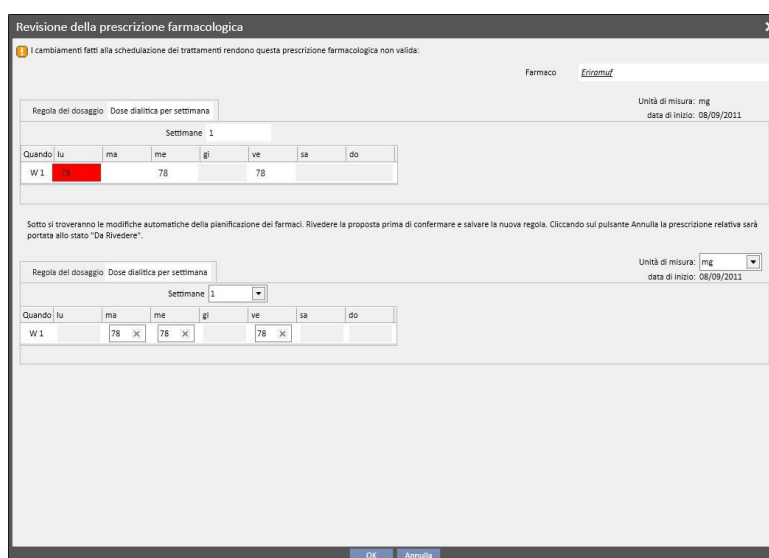 Revisione della prescrizione farmacologica
I cambiamenti fatti alla schedulazione dei trattamenti rendono questa prescrizione farmacologica non valida:
Farmaco Eriramuf
Unità di misura: mg
data di inizio: 08/09/2011
Regola del dosaggio Dose dialitica per settimana
Settimane 1
Quando lu ma me gi ve sa do
W 1 78 78 78
Sotto si troveranno le modifiche automatiche della pianificazione dei farmaci. Rivedere la proposta prima di confermare e salvare la nuova regola. Cliccando sul pulsante Annulla la prescrizione relativa sarà
portata allo stato "Da Rivedere".
Unità di misura: mg
data di inizio: 08/09/2011
Regola del dosaggio Dose dialitica per settimana
Settimane 1
Quando lu ma me gi ve sa do
W 1 78 78 78
OK Annulla